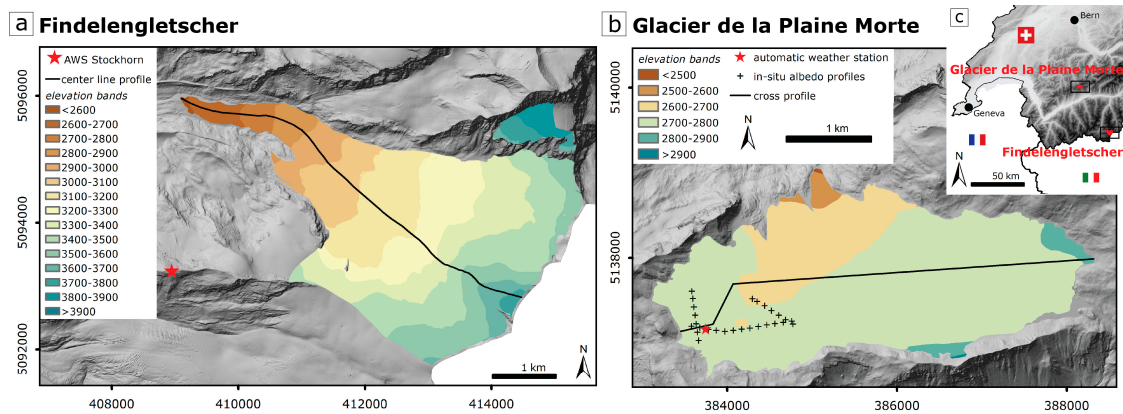 a Findelengletscher
AWS Stockhorn
center line profile
elevation bands
<2600
2600-2700
2700-2800
2800-2900
2900-3000
3000-3100
3100-3200
3200-3300
3300-3400
3400-3500
3500-3600
3600-3700
3700-3800
3800-3900
>3900
5096000
5094000
5092000
408000
410000
412000
414000
1 km
N
b Glacier de la Plaine Morte
elevation bands
<2500
2500-2600
2600-2700
2700-2800
2800-2900
>2900
automatic weather station
in-situ albedo profiles
cross profile
N
1 km
5140000
5138000
384000
386000
388000
c
Bern
Glacier de la Plaine Morte
Geneva
Findelengletscher
N
50 km